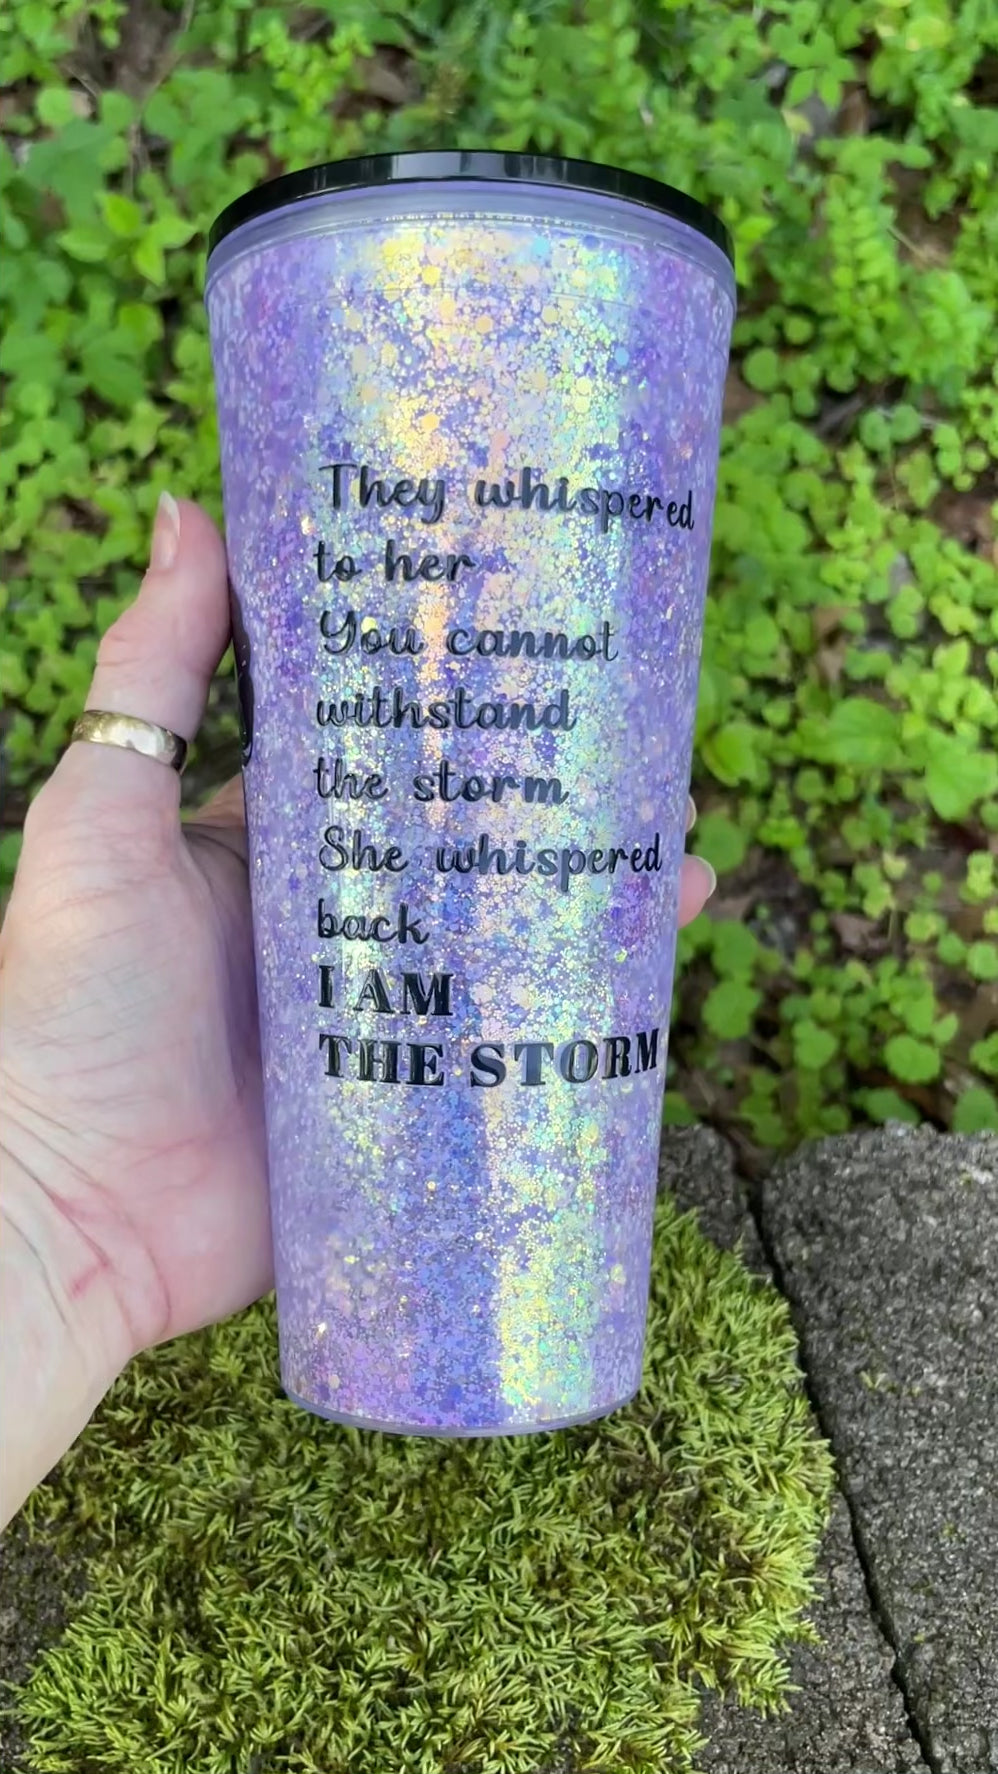 They whispered
to her
You cannot
withstand
the storm
She whispered
back
I AM
THE STORM